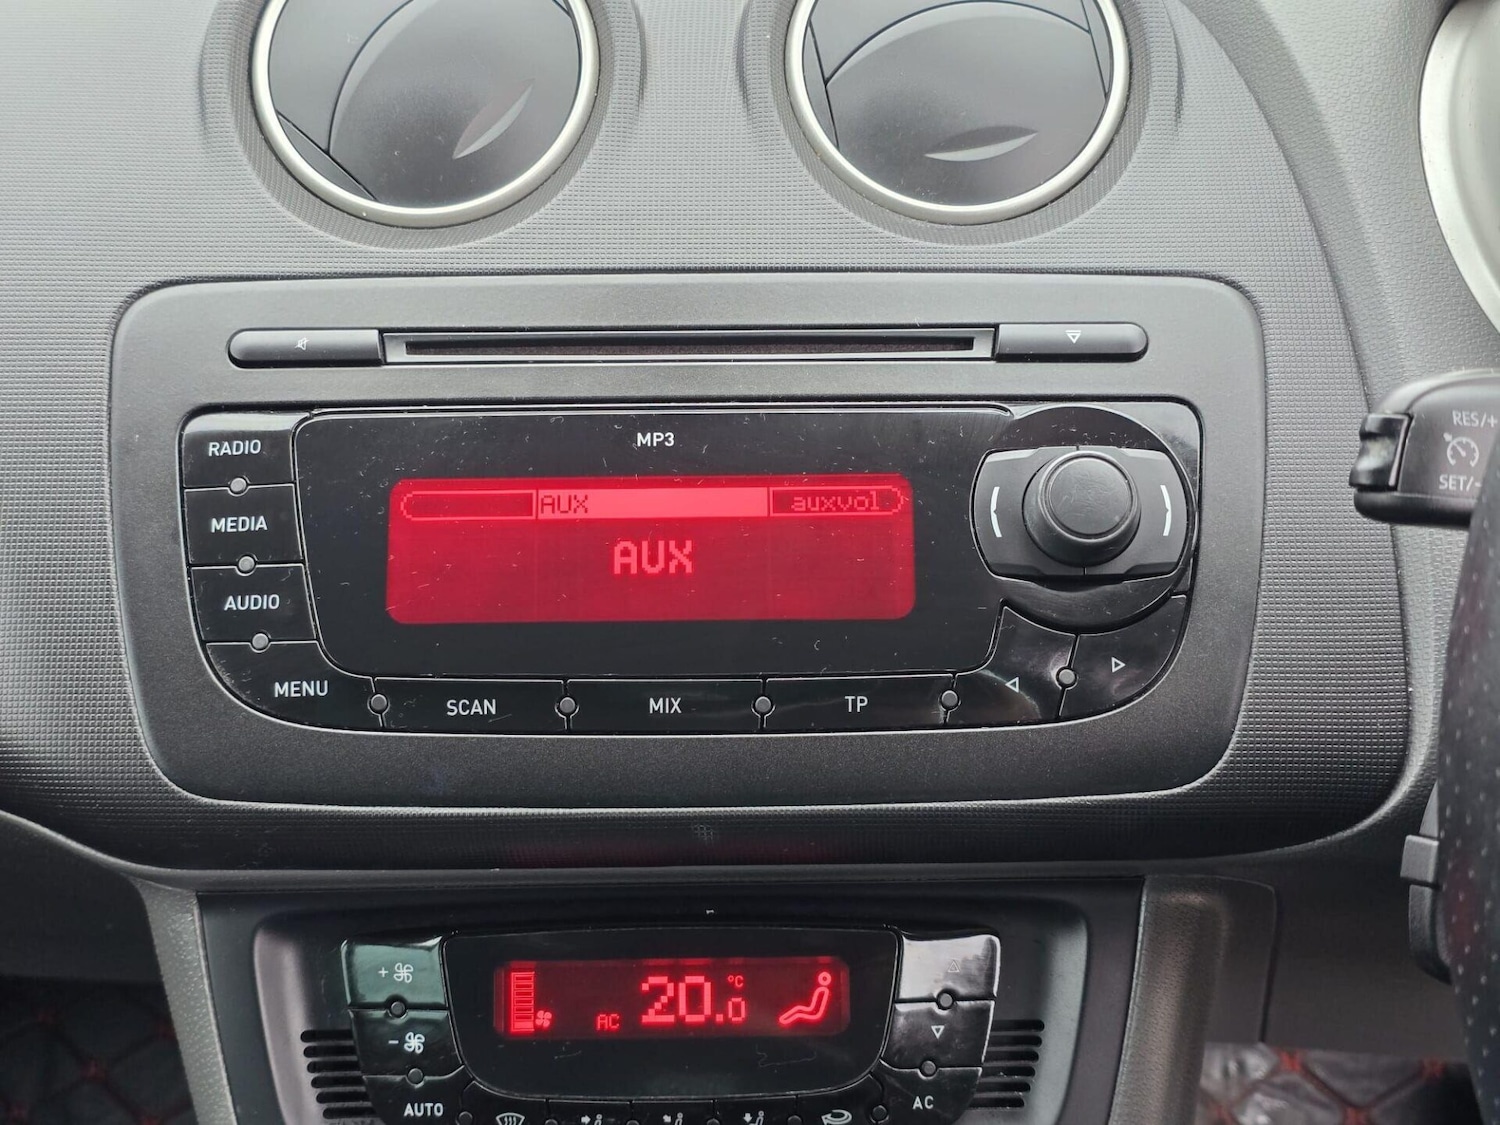 MP3
RADIO
AUX auxvol
MEDIA
AUX
AUDIO
MENU
SCAN MIX TP
RES/+
SET/-
+
20.0 °C
AC
-
AUTO
AC